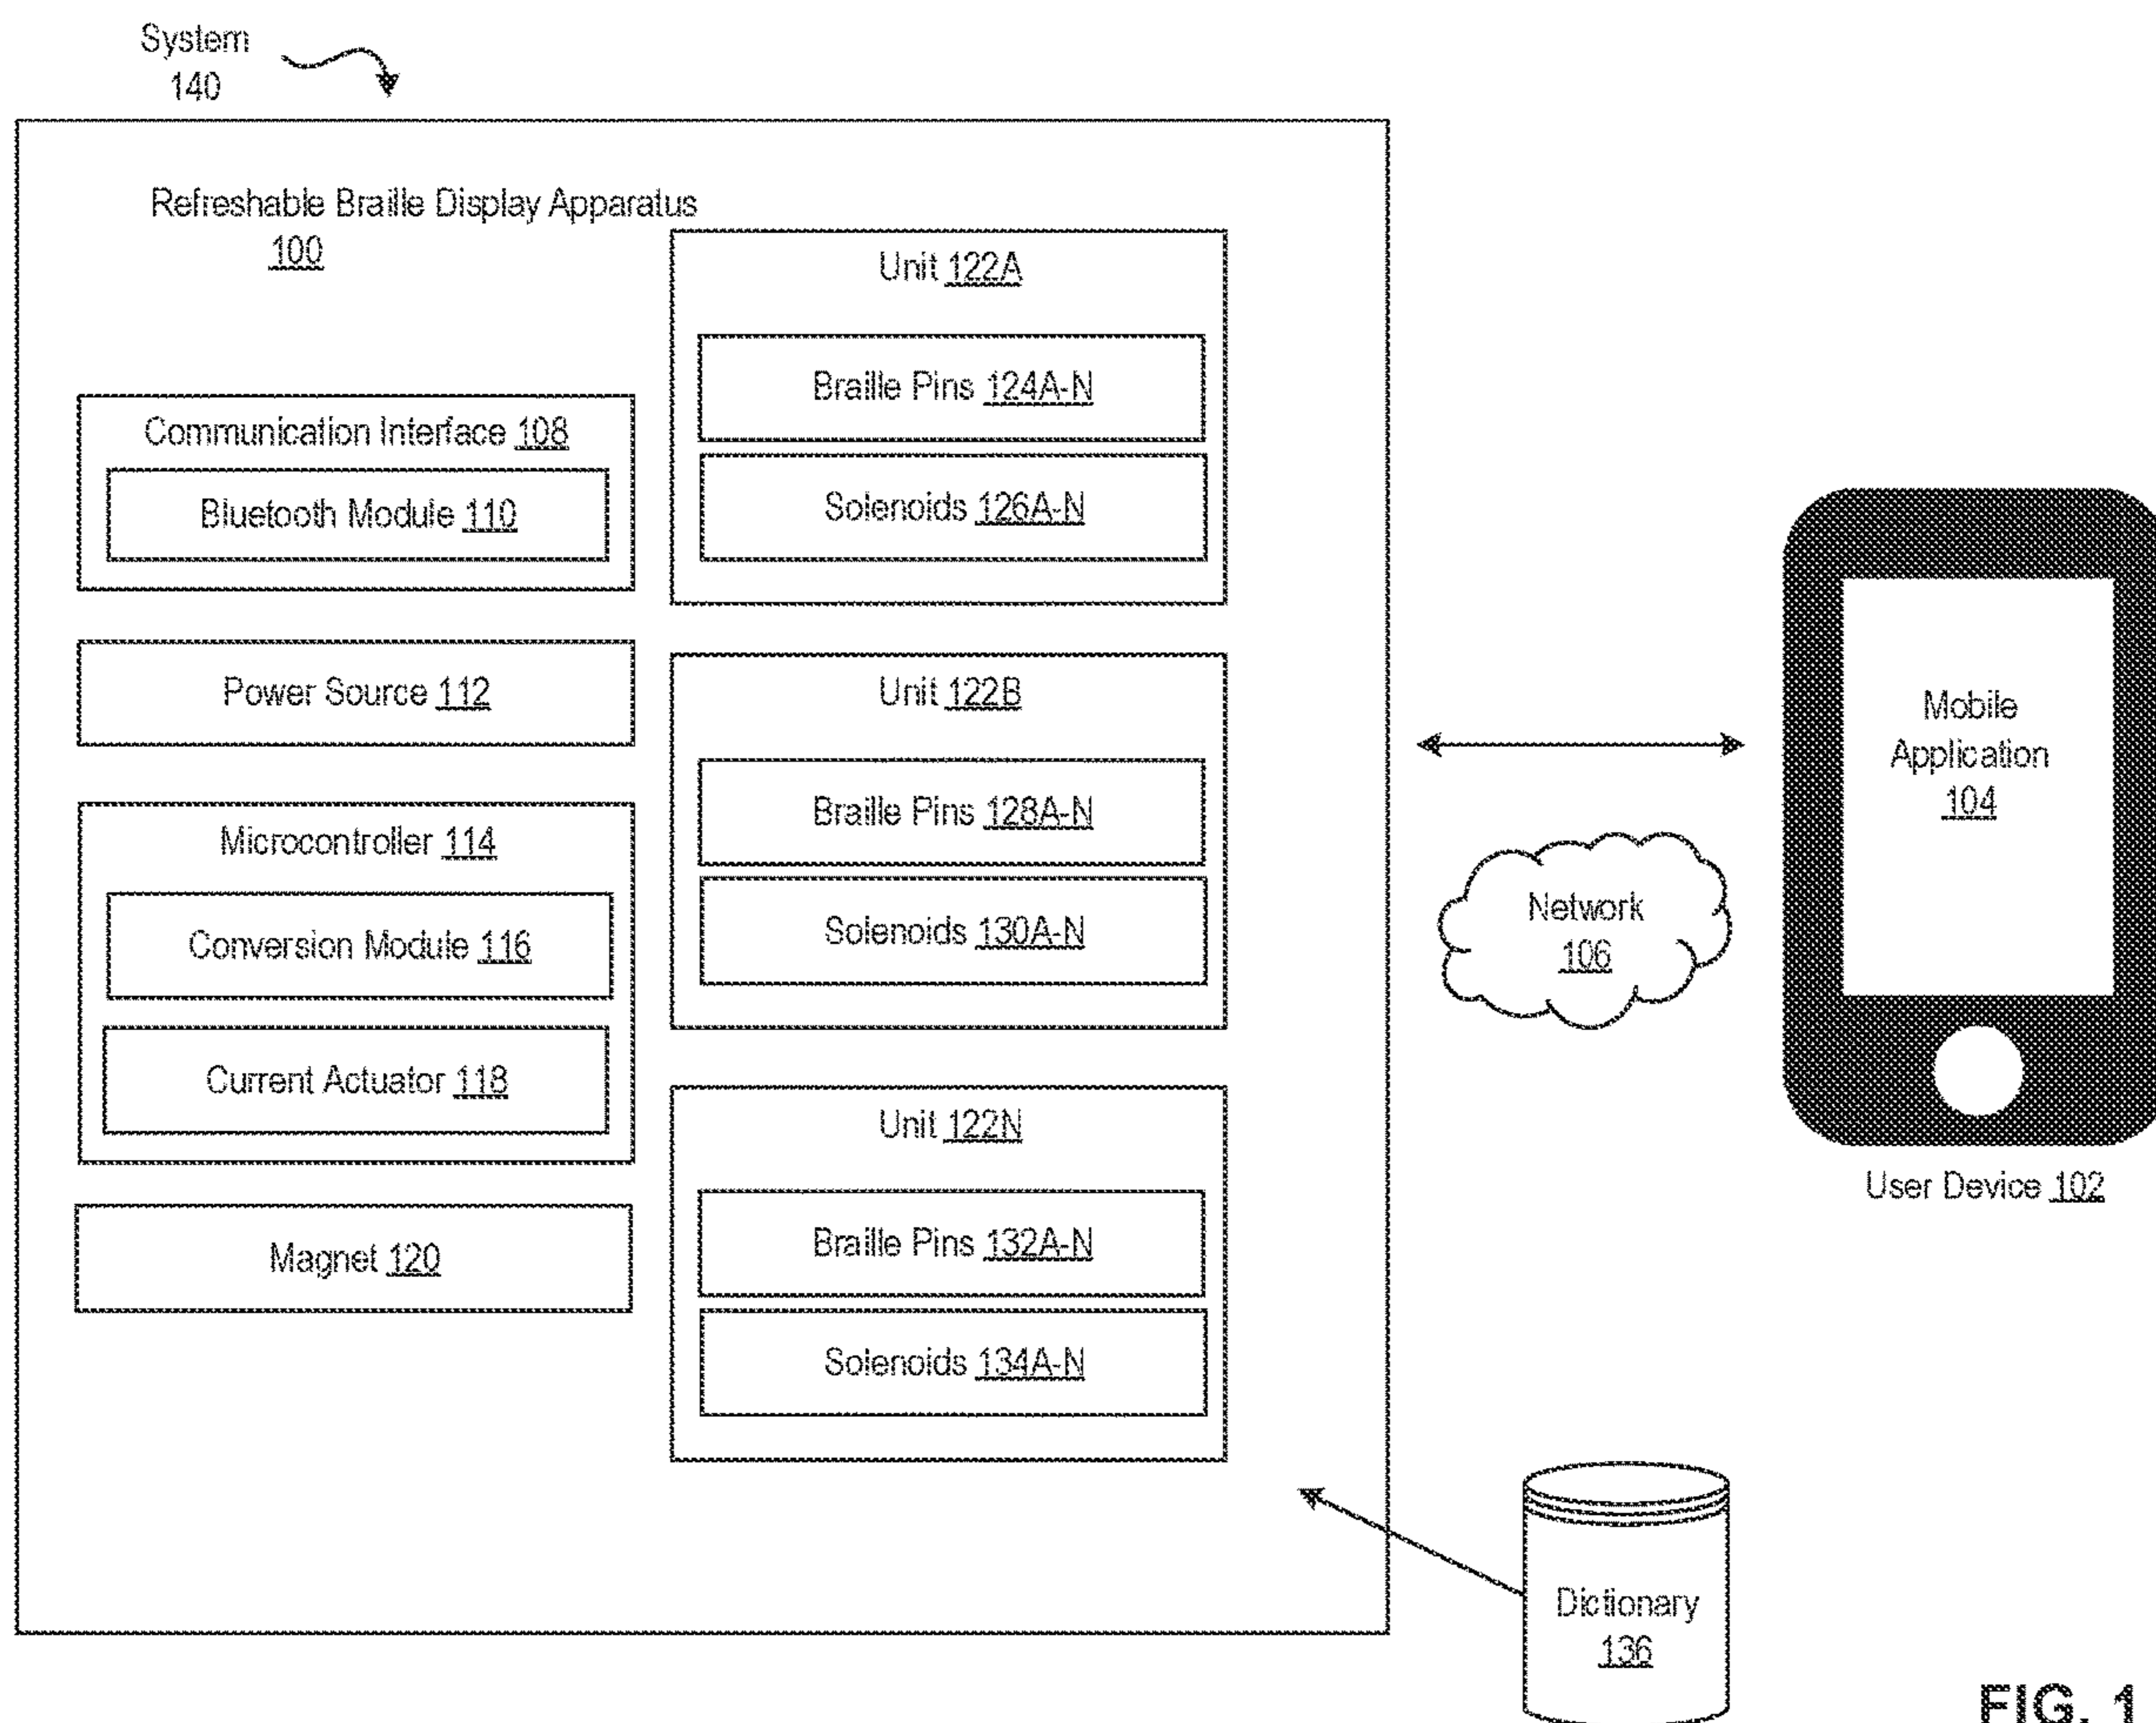 System
140
Refreshable Braille Display Apparatus
100
Communication Interface 108
Bluetooth Module 110
Power Source 112
Microcontroller 114
Conversion Module 116
Current Actuator 118
Magnet 120
Unit 122A
Braille Pins 124A-N
Solenoids 126A-N
Unit 122B
Braille Pins 128A-N
Solenoids 130A-N
Unit 122N
Braille Pins 132A-N
Solenoids 134A-N
Network
106
Mobile
Application
104
User Device 102
Dictionary
136
FIG. 1